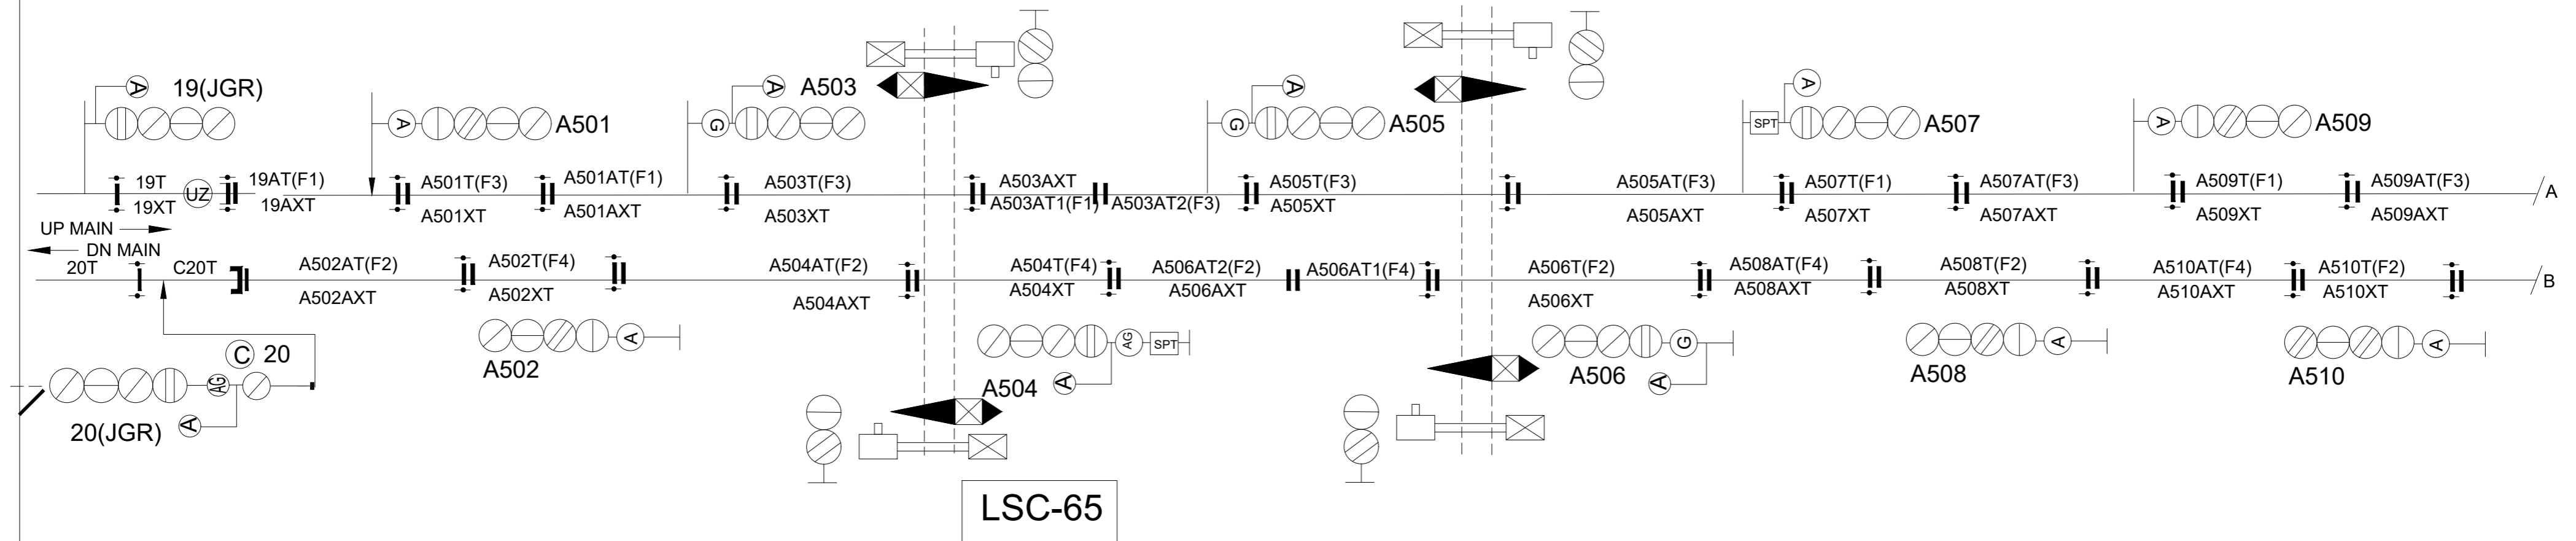 A 19(JGR)
A A501
G A A503
G A A505
SPT A A507
A A509
19T UZ 19AT(F1) A501T(F3) A501AT(F1) A503T(F3) A503AXT A505T(F3) A505AT(F3) A507T(F1) A507AT(F3) A509T(F1) A509AT(F3) A
19XT 19AXT A501XT A501AXT A503XT A503AT1(F1) A503AT2(F3) A505XT A505AXT A507XT A507AXT A509XT A509AXT
UP MAIN
DN MAIN
20T C20T A502AT(F2) A502T(F4) A504AT(F2) A504T(F4) A506AT2(F2) A506AT1(F4) A506T(F2) A508AT(F4) A508T(F2) A510AT(F4) A510T(F2) B
A502AXT A502XT A504AXT A504XT A506AXT A506XT A508AXT A508XT A510AXT A510XT
C 20
AG
A
20(JGR)
A
A502
AG SPT
A
A504
G
A
A506
A
A508
A
A510
LSC-65